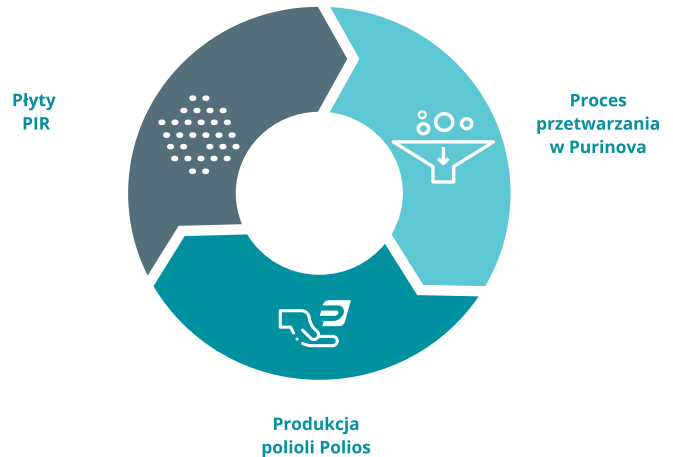 Płyty
PIR
Proces
przetwarzania
w Purinova
Produkcja
polioli Polios